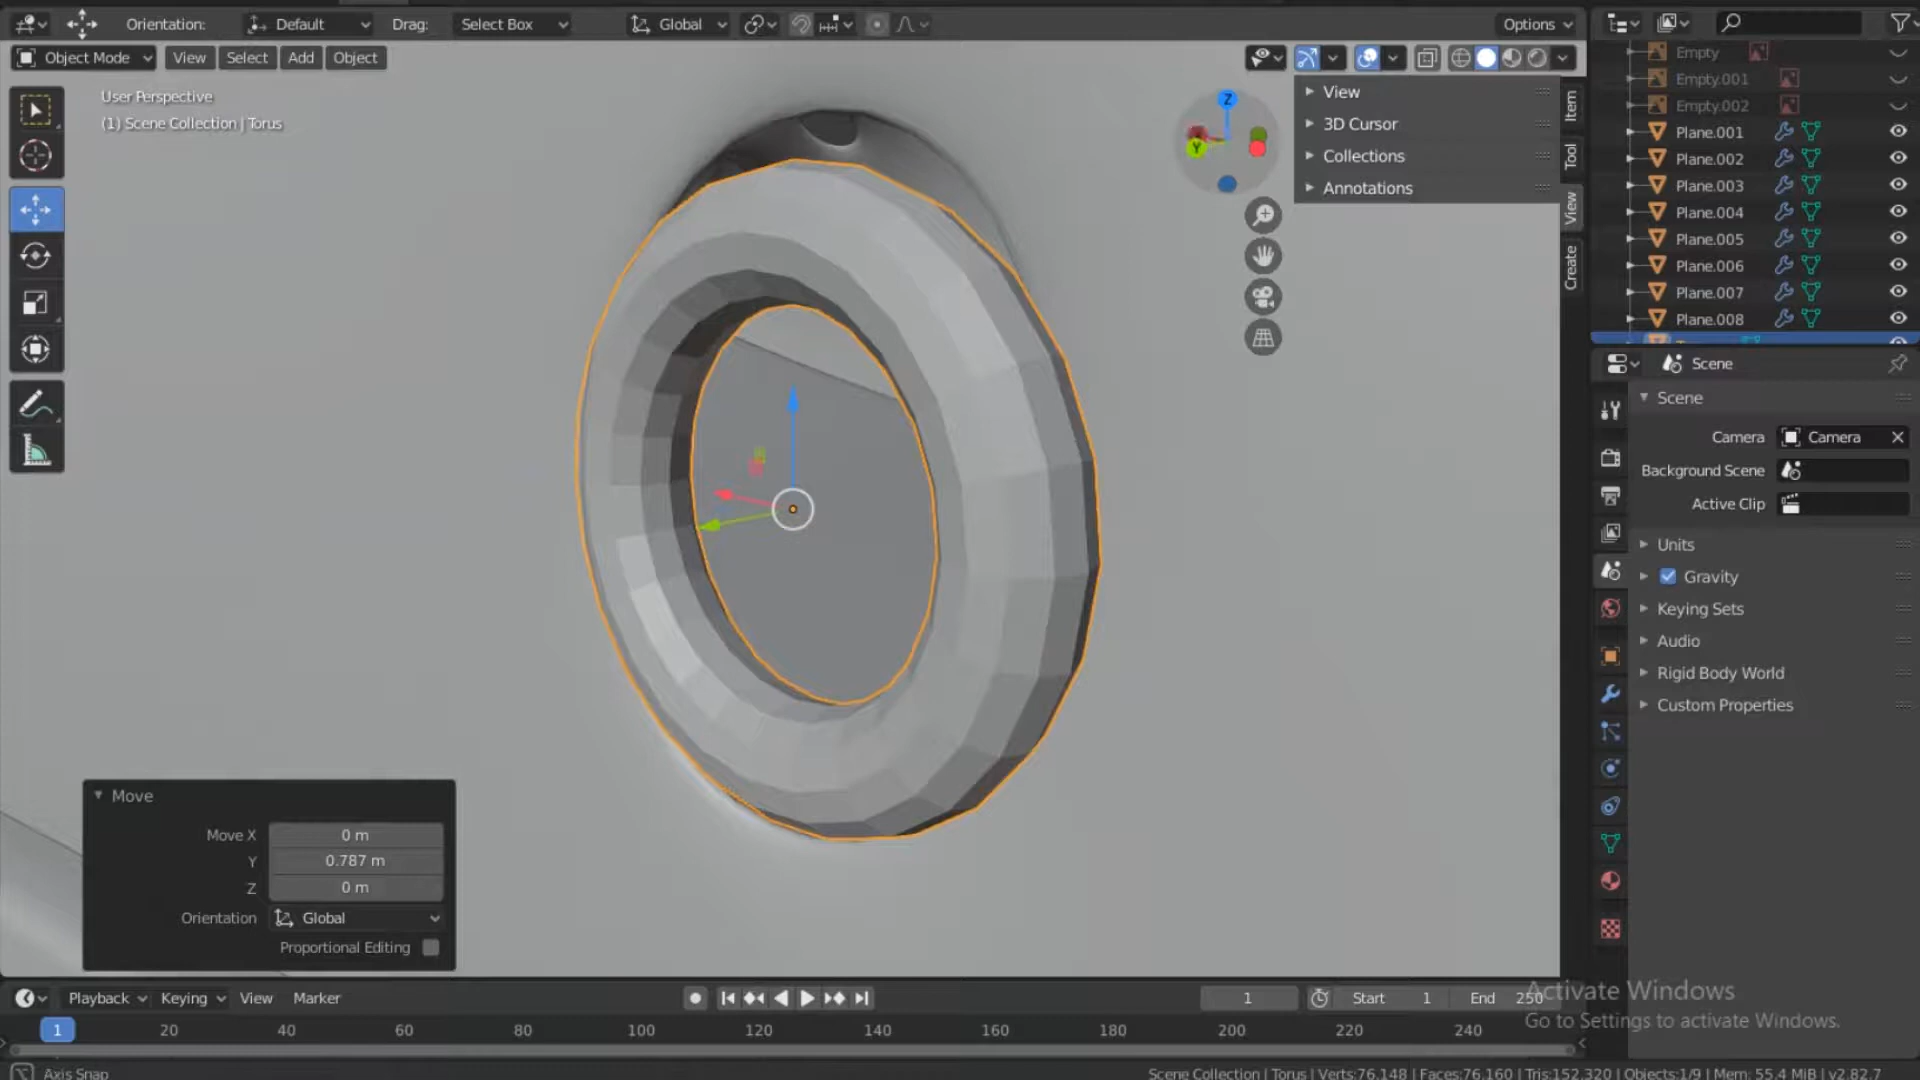 Orientation: Default Drag: Select Box Global Options
Object Mode View Select Add Object
User Perspective
(1) Scene Collection | Torus
Z
Y
View
3D Cursor
Collections
Annotations
Item
Tool
View
Create
Empty
Empty.001
Empty.002
Plane.001
Plane.002
Plane.003
Plane.004
Plane.005
Plane.006
Plane.007
Plane.008
Scene
Scene
Camera Camera
Background Scene
Active Clip
Units
Gravity
Keying Sets
Audio
Rigid Body World
Custom Properties
Move
Move X 0 m
Y 0.787 m
Z 0 m
Orientation Global
Proportional Editing
Playback Keying View Marker 1 Start 1 End 250
1 20 40 60 80 100 120 140 160 180 200 220 240
Activate Windows
Go to Settings to activate Windows.
Axis Snap
Scene Collection | Torus | Verts:76,148 | Faces:76,160 | Tris:152,320 | Objects:1/9 | Mem: 55.4 MiB | v2.82.7